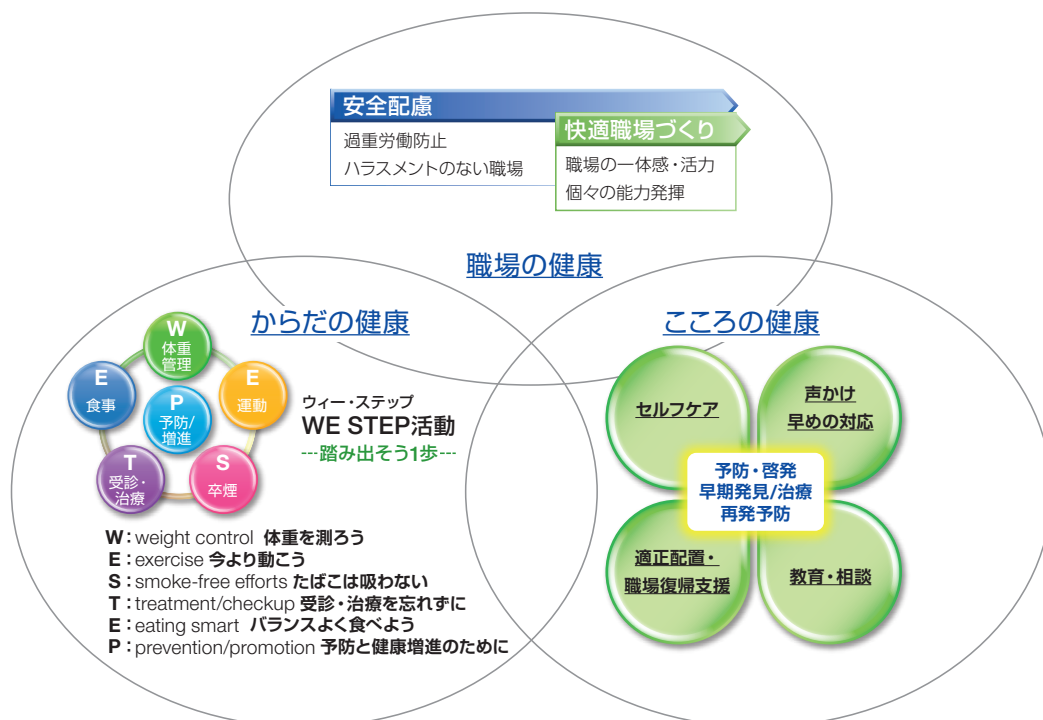 安全配慮
過重労働防止
ハラスメントのない職場
快適職場づくり
職場の一体感・活力
個々の能力発揮
職場の健康
からだの健康
W
体重
管理
E
食事
E
運動
P
予防/
増進
T
受診・
治療
S
卒煙
ウィー・ステップ
WE STEP活動
---踏み出そう1歩---
W:weight control 体重を測ろう
E:exercise 今より動こう
S:smoke-free efforts たばこは吸わない
T:treatment/checkup 受診・治療を忘れずに
E:eating smart バランスよく食べよう
P:prevention/promotion 予防と健康増進のために
こころの健康
セルフケア
声かけ
早めの対応
予防・啓発
早期発見/治療
再発予防
適正配置・
職場復帰支援
教育・相談